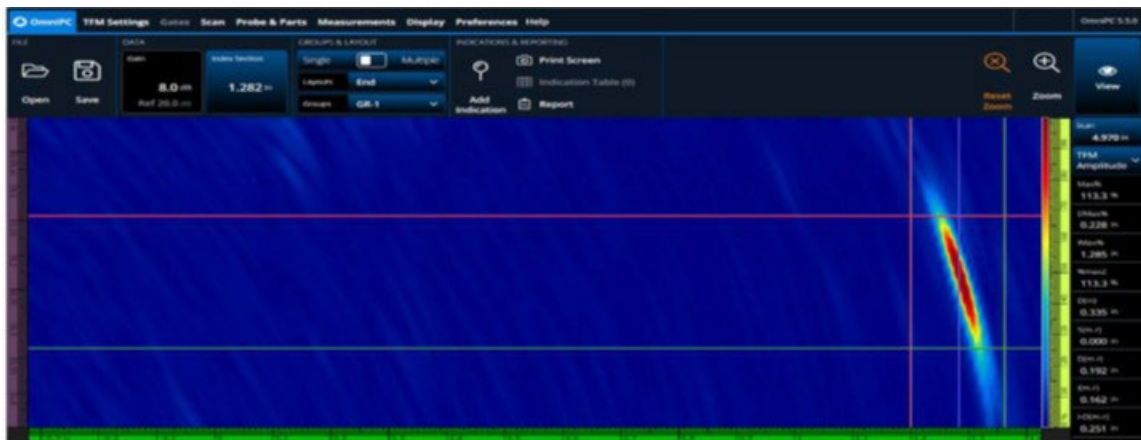 OmniPC TFM Settings Gates Scan Probe & Parts Measurements Display Preferences Help OmniPC 5.5.0
FILE DATA GROUPS & LAYOUT INDICATIONS & REPORTING
Open
Save
Gain
8.0
Ref 20.0
Index Section
1.282 in
Single Multiple
Layouts End
Groups GR-1
Add Indication
Print Screen
Indication Table (0)
Report
Reset Zoom
Zoom
View
Scan
4.970 in
TFM Amplitude
Max%
113.3 %
DMax%
0.228 in
IMax%
1.285 in
113.3 %
0.335 in
0.000 in
D(m-r)
0.192 in
I(m-r)
0.162 in
I-D(m-r)
0.251 in